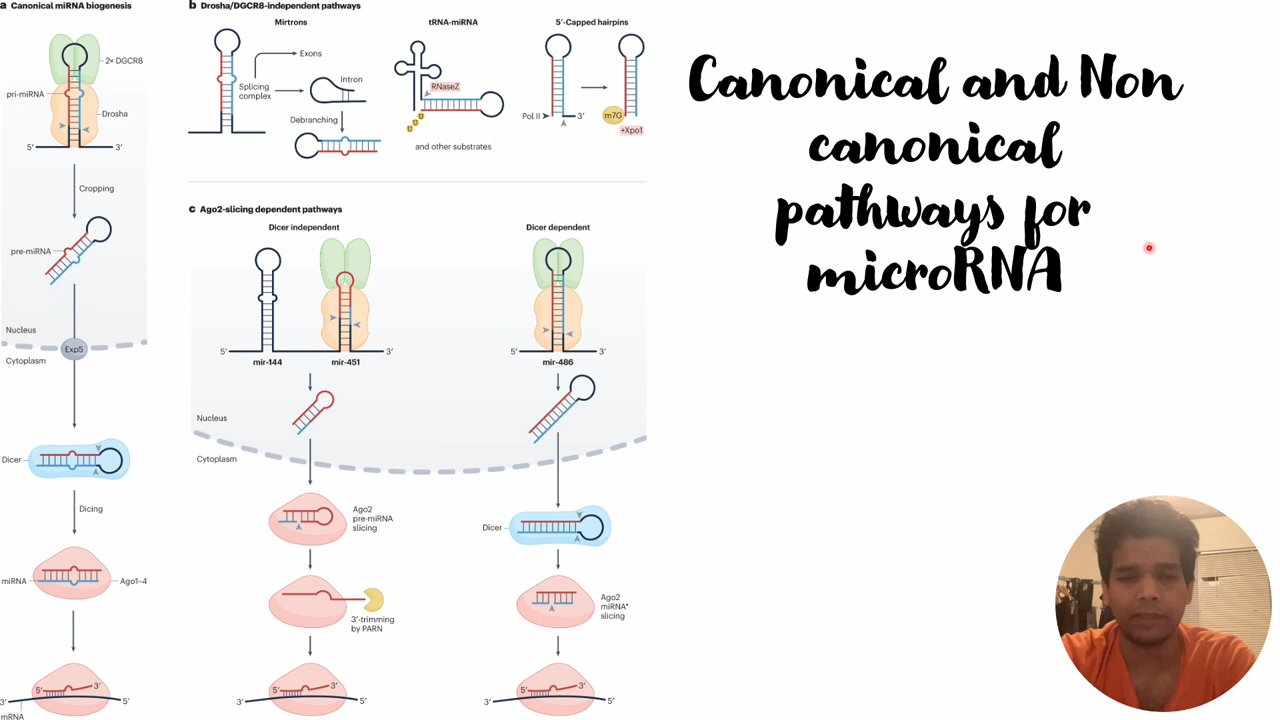 a Canonical miRNA biogenesis
2× DGCR8
pri-miRNA
Drosha
5′ 3′
Cropping
pre-miRNA
Nucleus
Exp5
Cytoplasm
Dicer
Dicing
miRNA
Ago1–4
5′ 3′
3′ 5′
mRNA
b Drosha/DGCR8-independent pathways
Mirtrons
Splicing
complex
Exons
Intron
Debranching
tRNA-miRNA
RNaseZ
U
U
U
and other substrates
5′-Capped hairpins
Pol II
3′
m7G
+Xpo1
c Ago2-slicing dependent pathways
Dicer independent
5′ 3′
mir-144 mir-451
Nucleus
Cytoplasm
Ago2
pre-miRNA
slicing
3′-trimming
by PARN
5′ 3′
3′ 5′
Dicer dependent
5′ 3′
mir-486
Dicer
Ago2
miRNA*
slicing
5′ 3′
3′ 5′
Canonical and Non
canonical
pathways for
microRNA